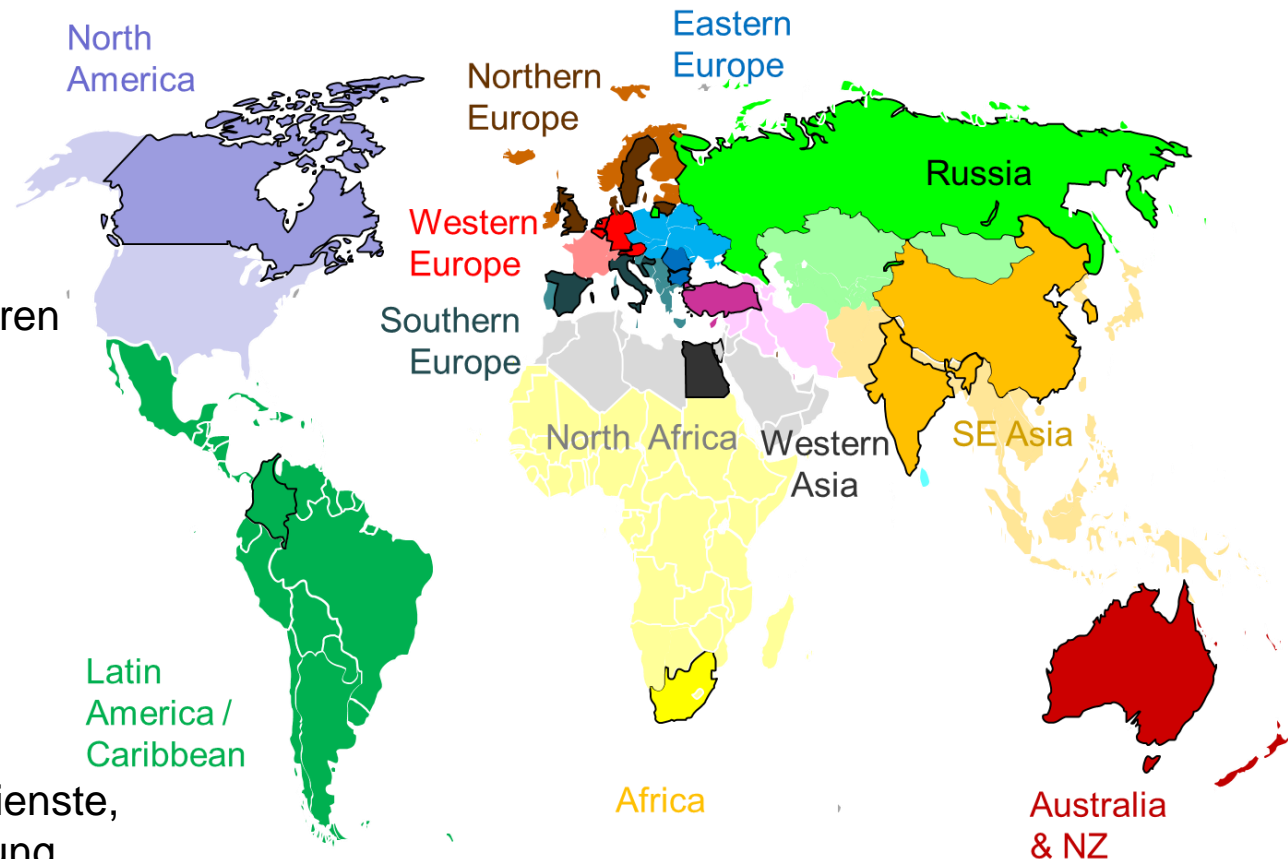 North
America
Northern
Europe
Eastern
Europe
Russia
Western
Europe
ren
Southern
Europe
North Africa
Western
Asia
SE Asia
Latin
America /
Caribbean
Africa
Australia
& NZ
ienste,
ung